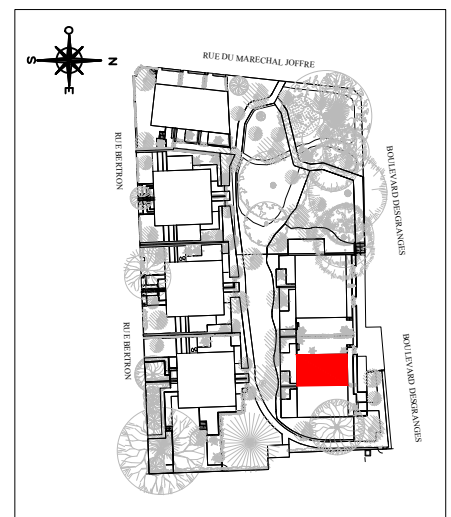 O
S
N
E
RUE DU MARECHAL JOFFRE
RUE BERTRON
BOULEVARD DESGRANGES
RUE BERTRON
BOULEVARD DESGRANGES